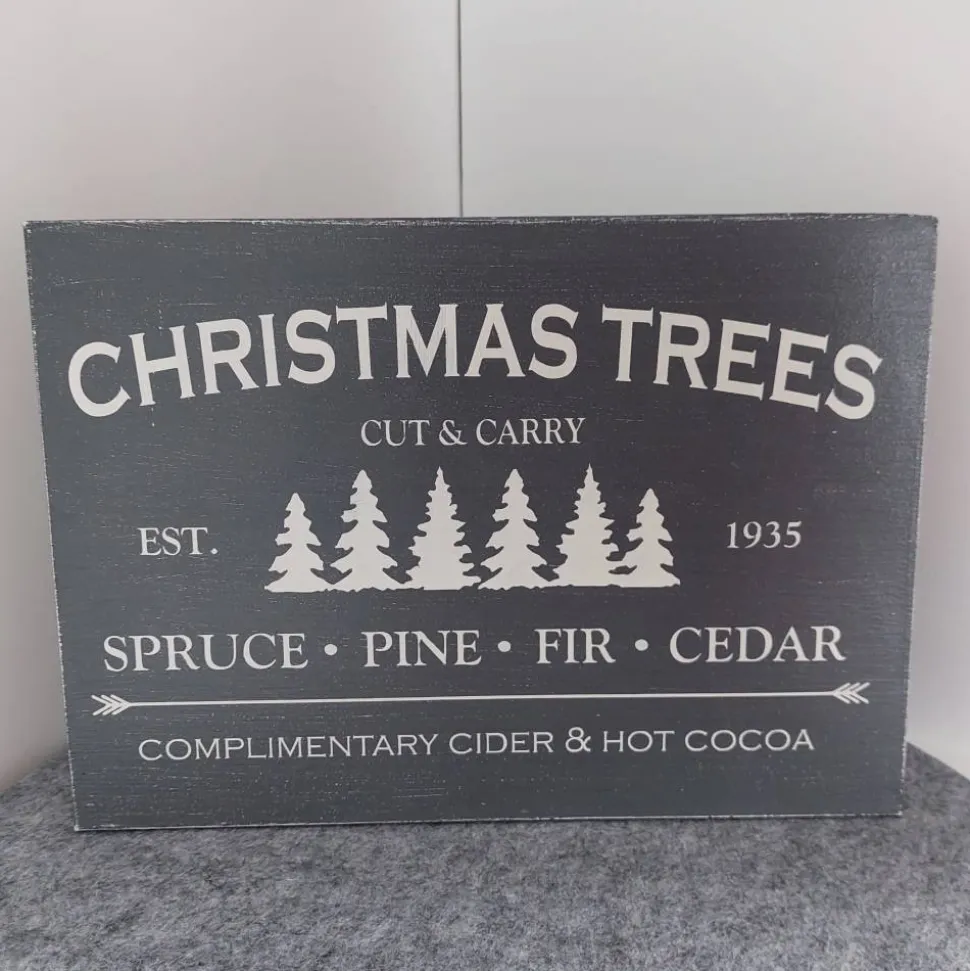 CHRISTMAS TREES
CUT & CARRY
EST. 1935
SPRUCE • PINE • FIR • CEDAR
COMPLIMENTARY CIDER & HOT COCOA